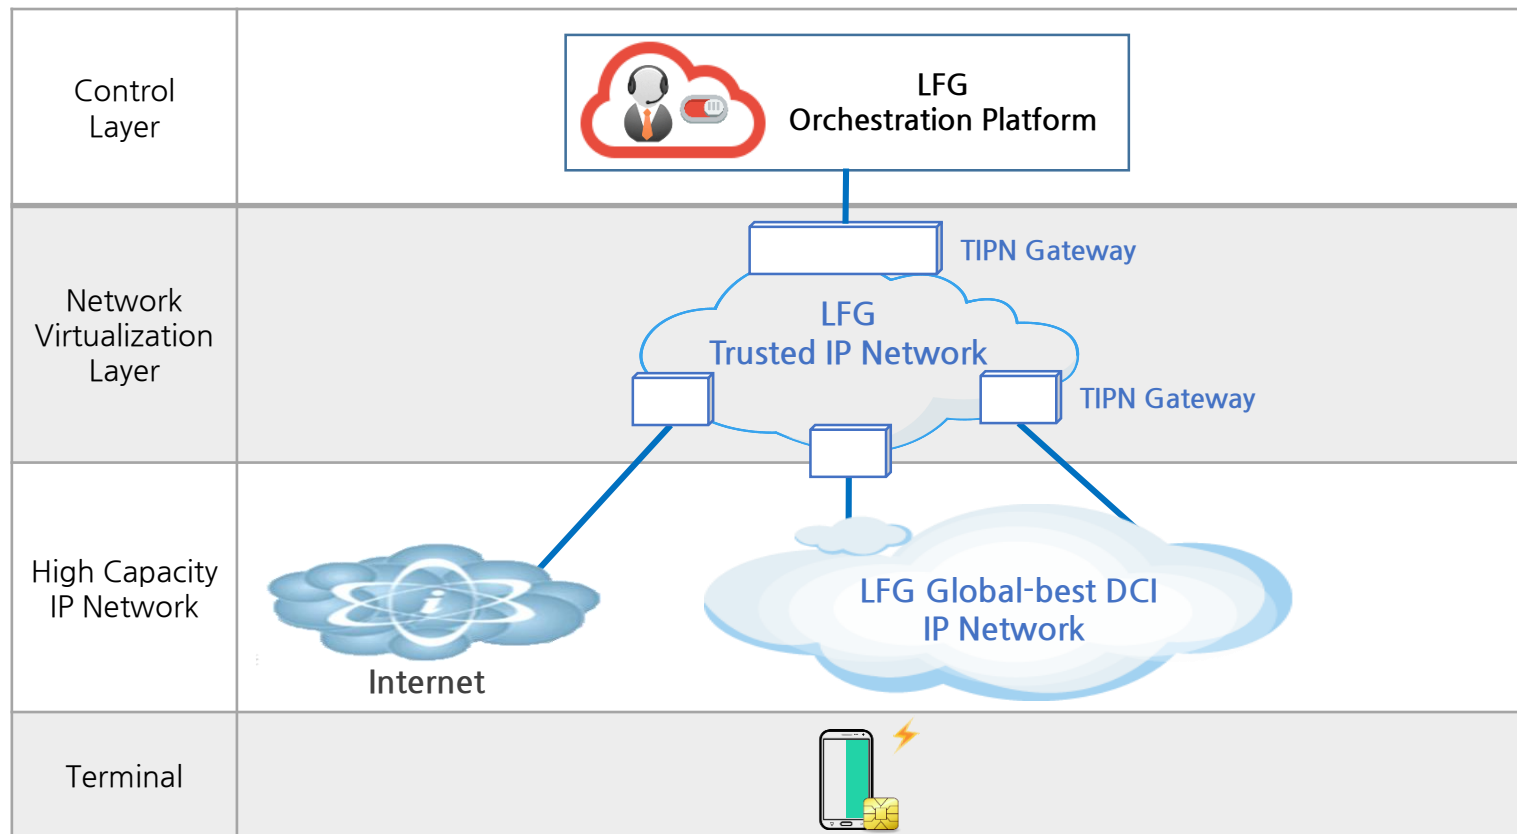 Control
Layer
LFG
Orchestration Platform
Network
Virtualization
Layer
TIPN Gateway
LFG
Trusted IP Network
TIPN Gateway
High Capacity
IP Network
i
Internet
LFG Global-best DCI
IP Network
Terminal